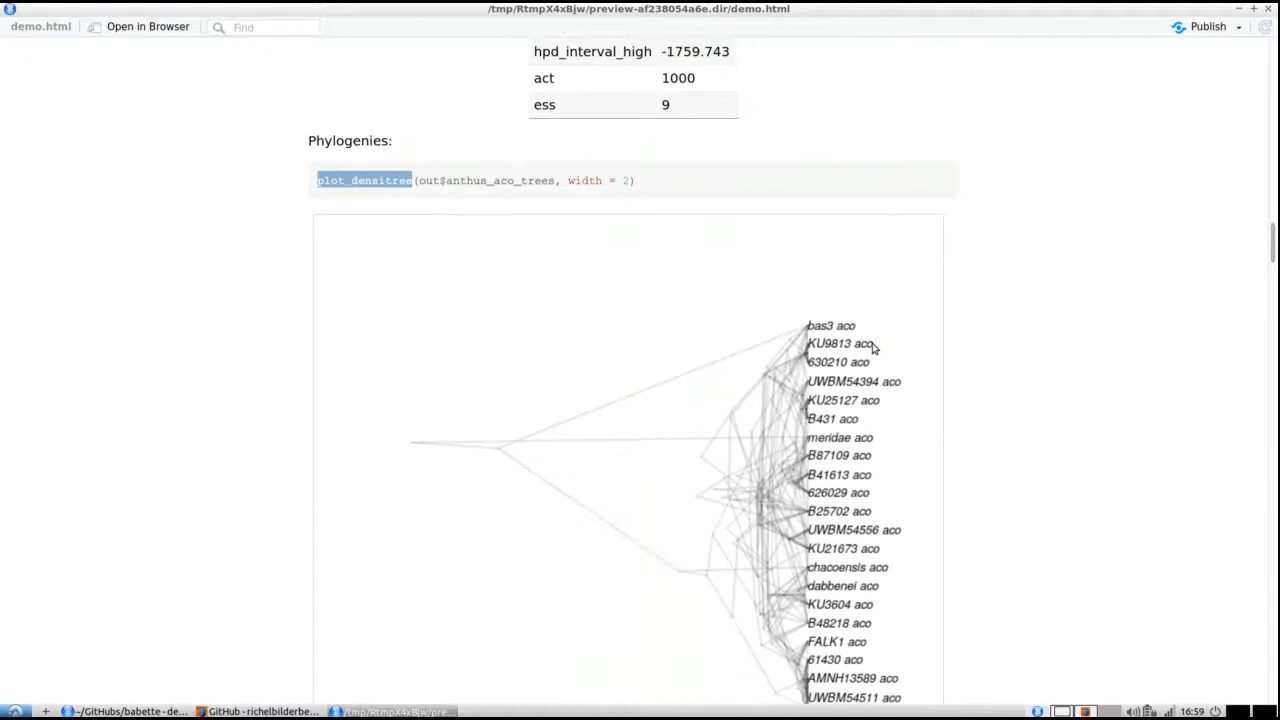 /tmp/RtmpX4xBjw/preview-af238054a6e.dir/demo.html
demo.html Open in Browser Find Publish
hpd_interval_high -1759.743
act 1000
ess 9
Phylogenies:
plot_densitree(out$anthus_aco_trees, width = 2)
bas3 aco
KU9813 aco
630210 aco
UWBM54394 aco
KU25127 aco
B431 aco
meridae aco
B87109 aco
B41613 aco
626029 aco
B25702 aco
UWBM54556 aco
KU21673 aco
chacoensis aco
dabbenei aco
KU3604 aco
B48218 aco
FALK1 aco
61430 aco
AMNH13589 aco
UWBM54511 aco
~/GitHubs/babette - de... GitHub - richelbilderbe... /tmp/RtmpX4xBjw/pre... 16:59